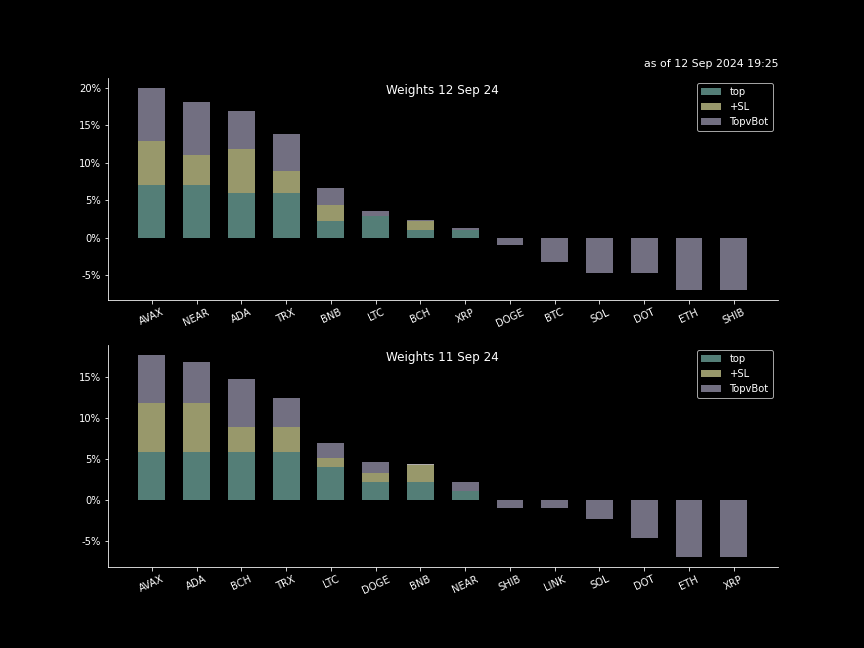 as of 12 Sep 2024 19:25
Weights 12 Sep 24
top
+SL
TopvBot
20%
15%
10%
5%
0%
-5%
AVAX NEAR ADA TRX BNB LTC BCH XRP DOGE BTC SOL DOT ETH SHIB
Weights 11 Sep 24
top
+SL
TopvBot
15%
10%
5%
0%
-5%
AVAX ADA BCH TRX LTC DOGE BNB NEAR SHIB LINK SOL DOT ETH XRP